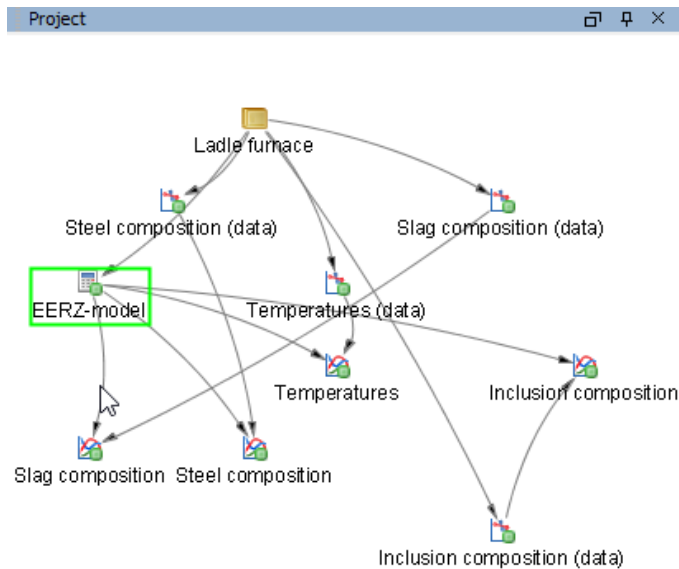 Project
Ladle furnace
Steel composition (data)
Slag composition (data)
EERZ-model
Temperatures (data)
Temperatures
Inclusion composition
Slag composition
Steel composition
Inclusion composition (data)